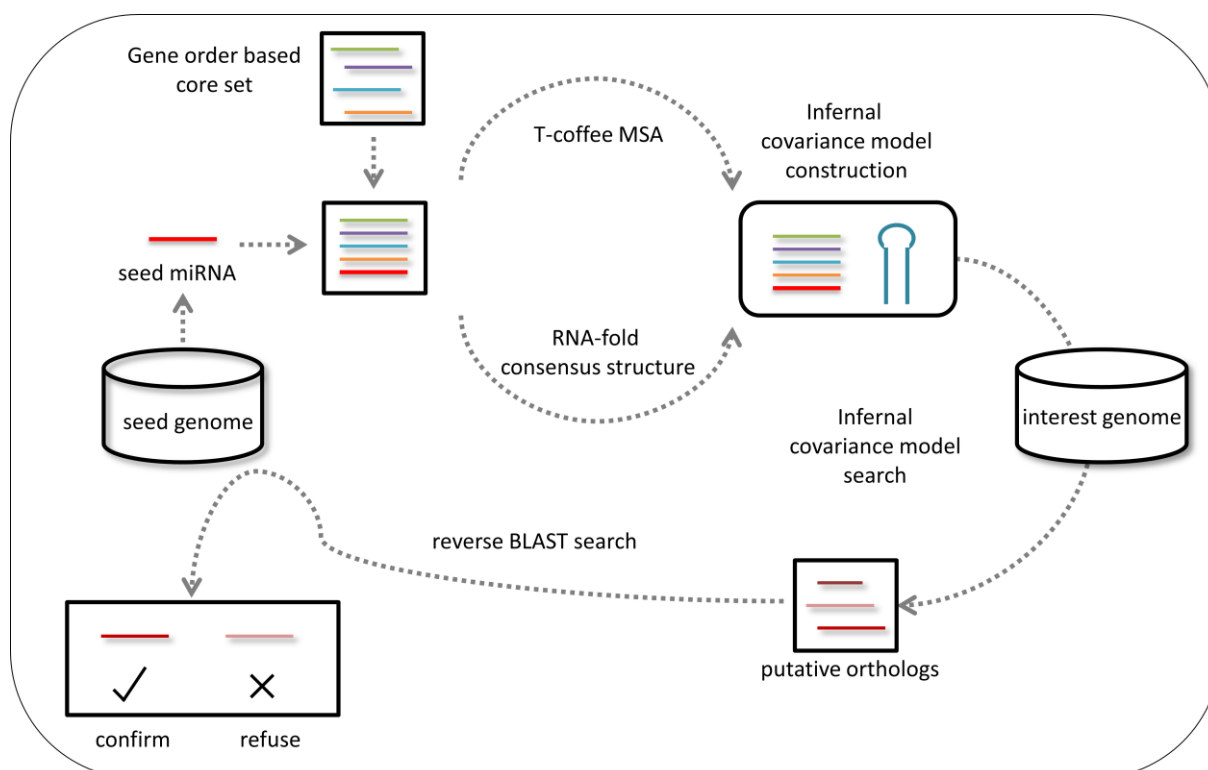 Gene order based
core set
T-coffee MSA
Infernal
covariance model
construction
seed miRNA
RNA-fold
consensus structure
seed genome
interest genome
Infernal
covariance model
search
reverse BLAST search
putative orthologs
confirm
refuse